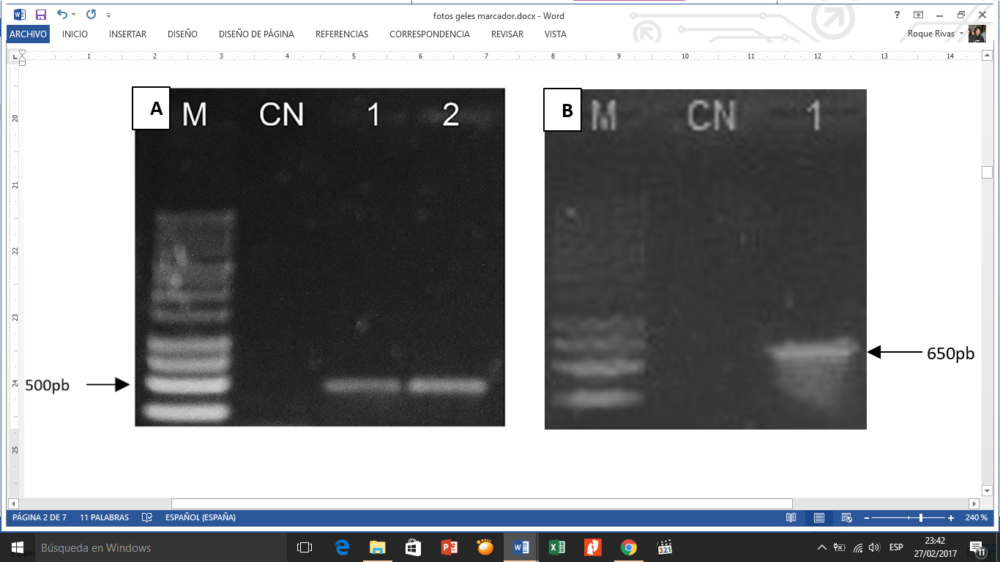 fotos geles marcador.docx - Word
ARCHIVO INICIO INSERTAR DISEÑO DISEÑO DE PÁGINA REFERENCIAS CORRESPONDENCIA REVISAR VISTA Roque Rivas
1 2 3 4 5 6 7 8 9 10 11 12 13 14
20
21
22
23
24
25
A
M CN 1 2
500pb
B
M CN 1
650pb
PÁGINA 2 DE 7 11 PALABRAS ESPAÑOL (ESPAÑA) 240 %
Búsqueda en Windows
ESP
23:42
27/02/2017
11
321